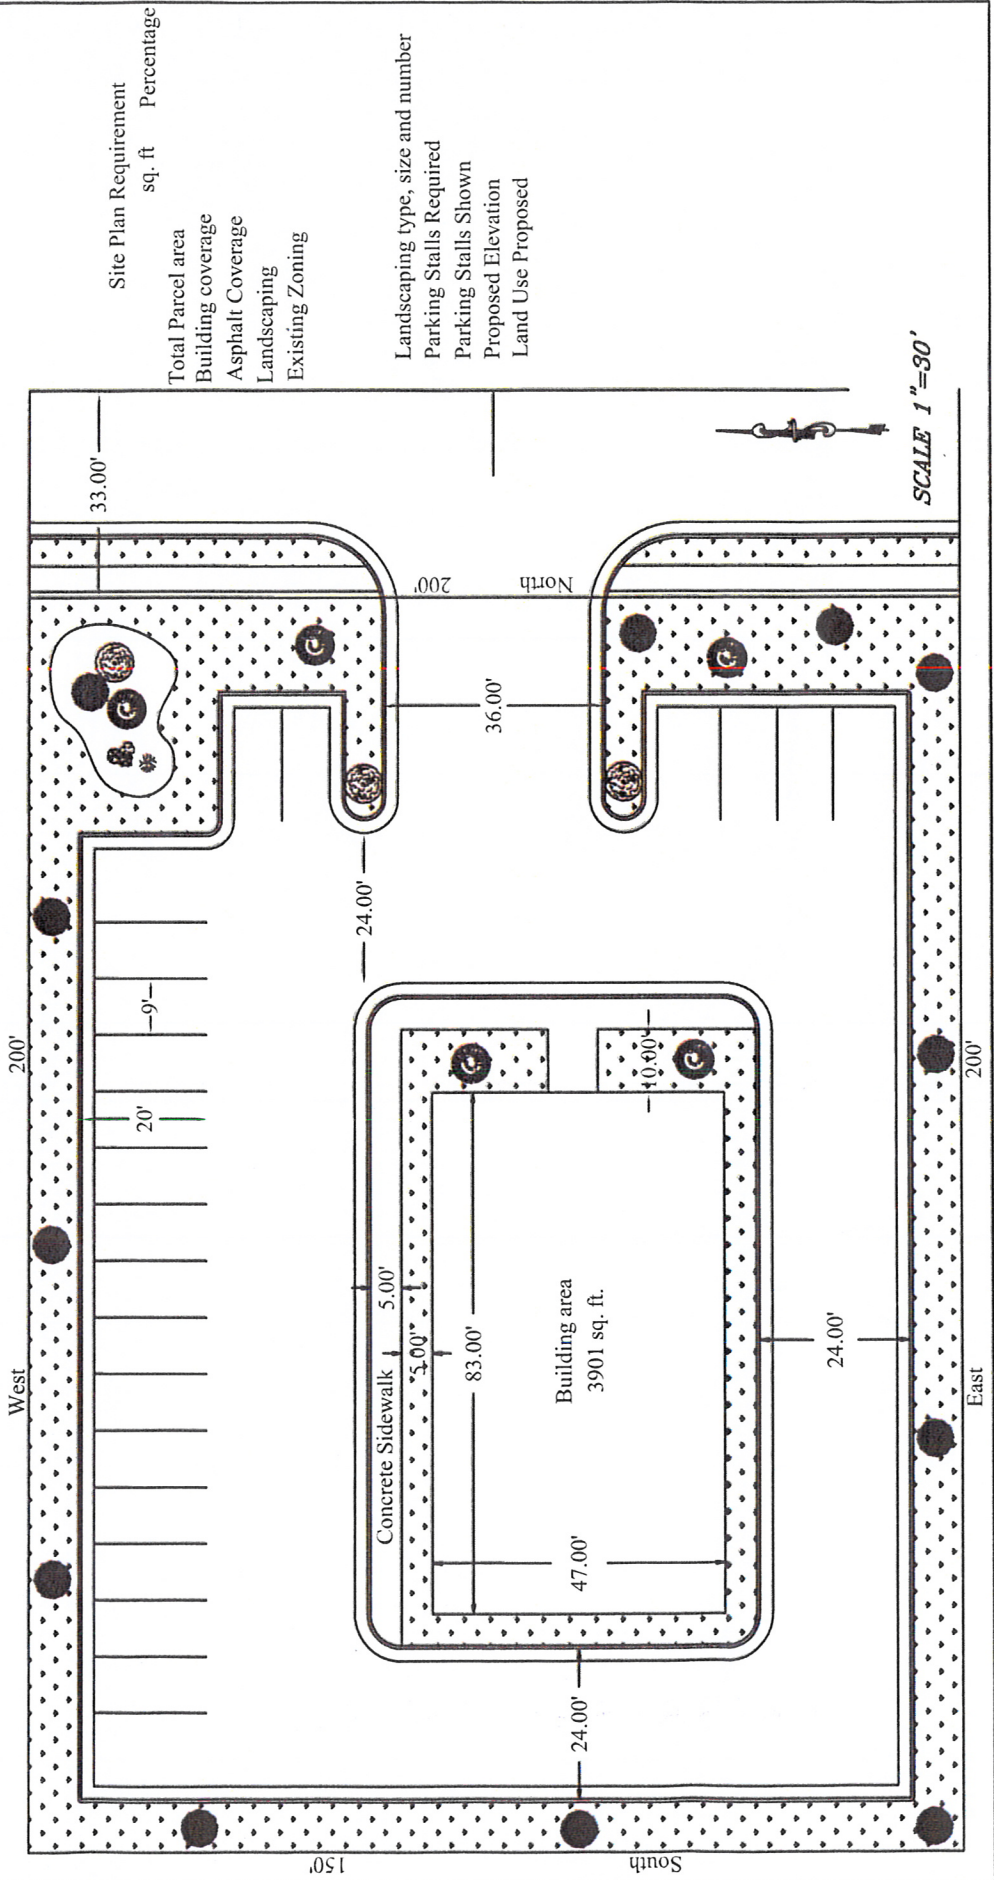 Site Plan Requirement
sq. ft Percentage
Total Parcel area
Building coverage
Asphalt Coverage
Landscaping
Existing Zoning
Landscaping type, size and number
Parking Stalls Required
Parking Stalls Shown
Proposed Elevation
Land Use Proposed
SCALE 1"=30'
33.00'
200'
North
36.00'
24.00'
West
200'
9'
20'
10.00'
Concrete Sidewalk
5.00'
5.00'
83.00'
Building area
3901 sq. ft.
47.00'
24.00'
24.00'
East
200'
150'
South